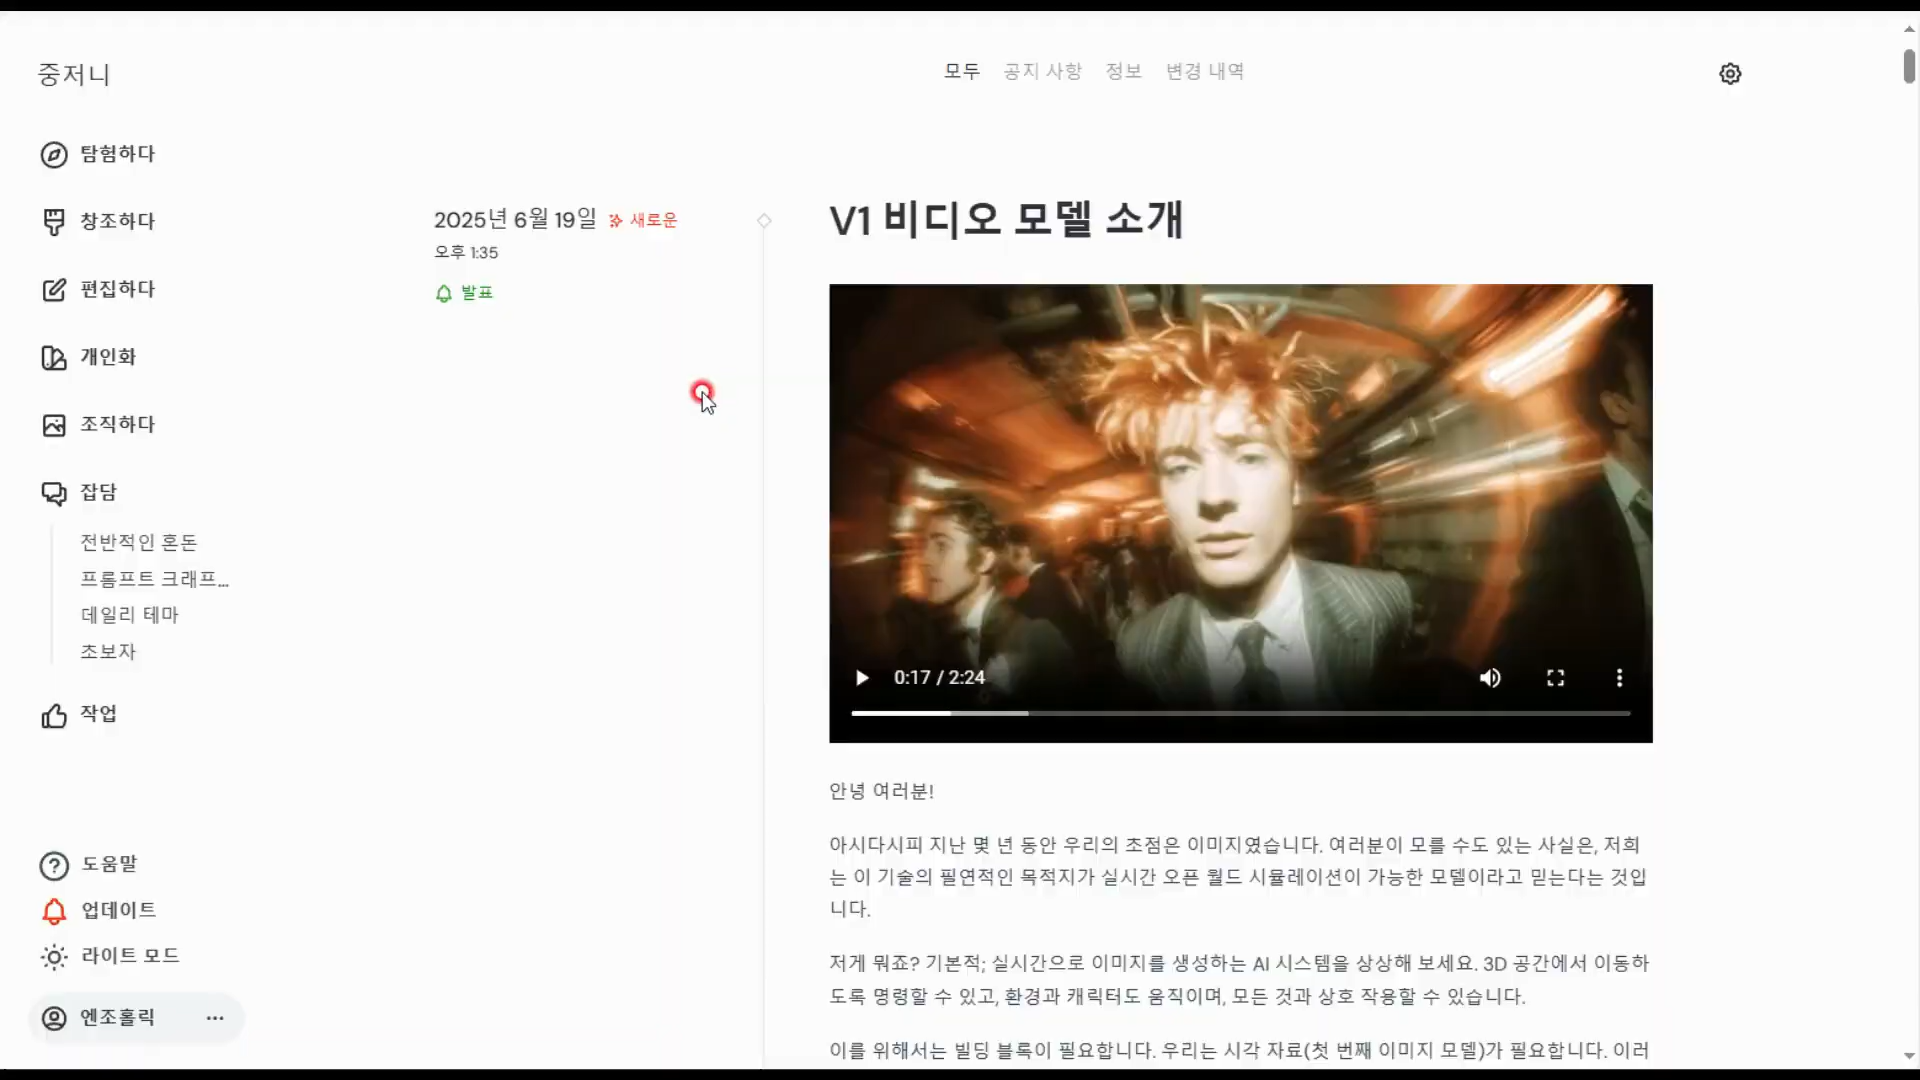 중저니
모두 공지 사항 정보 변경 내역
탐험하다
창조하다
편집하다
개인화
조직하다
잡담
전반적인 혼돈
프롬프트 크래프...
데일리 테마
초보자
작업
도움말
업데이트
라이트 모드
엔조홀릭 ...
2025년 6월 19일 새로운
오후 1:35
발표
V1 비디오 모델 소개
0:17 / 2:24
안녕 여러분!
아시다시피 지난 몇 년 동안 우리의 초점은 이미지였습니다. 여러분이 모를 수도 있는 사실은, 저희
는 이 기술의 필연적인 목적지가 실시간 오픈 월드 시뮬레이션이 가능한 모델이라고 믿는다는 것입
니다.
저게 뭐죠? 기본적; 실시간으로 이미지를 생성하는 AI 시스템을 상상해 보세요. 3D 공간에서 이동하
도록 명령할 수 있고, 환경과 캐릭터도 움직이며, 모든 것과 상호 작용할 수 있습니다.
이를 위해서는 빌딩 블록이 필요합니다. 우리는 시각 자료(첫 번째 이미지 모델)가 필요합니다. 이러